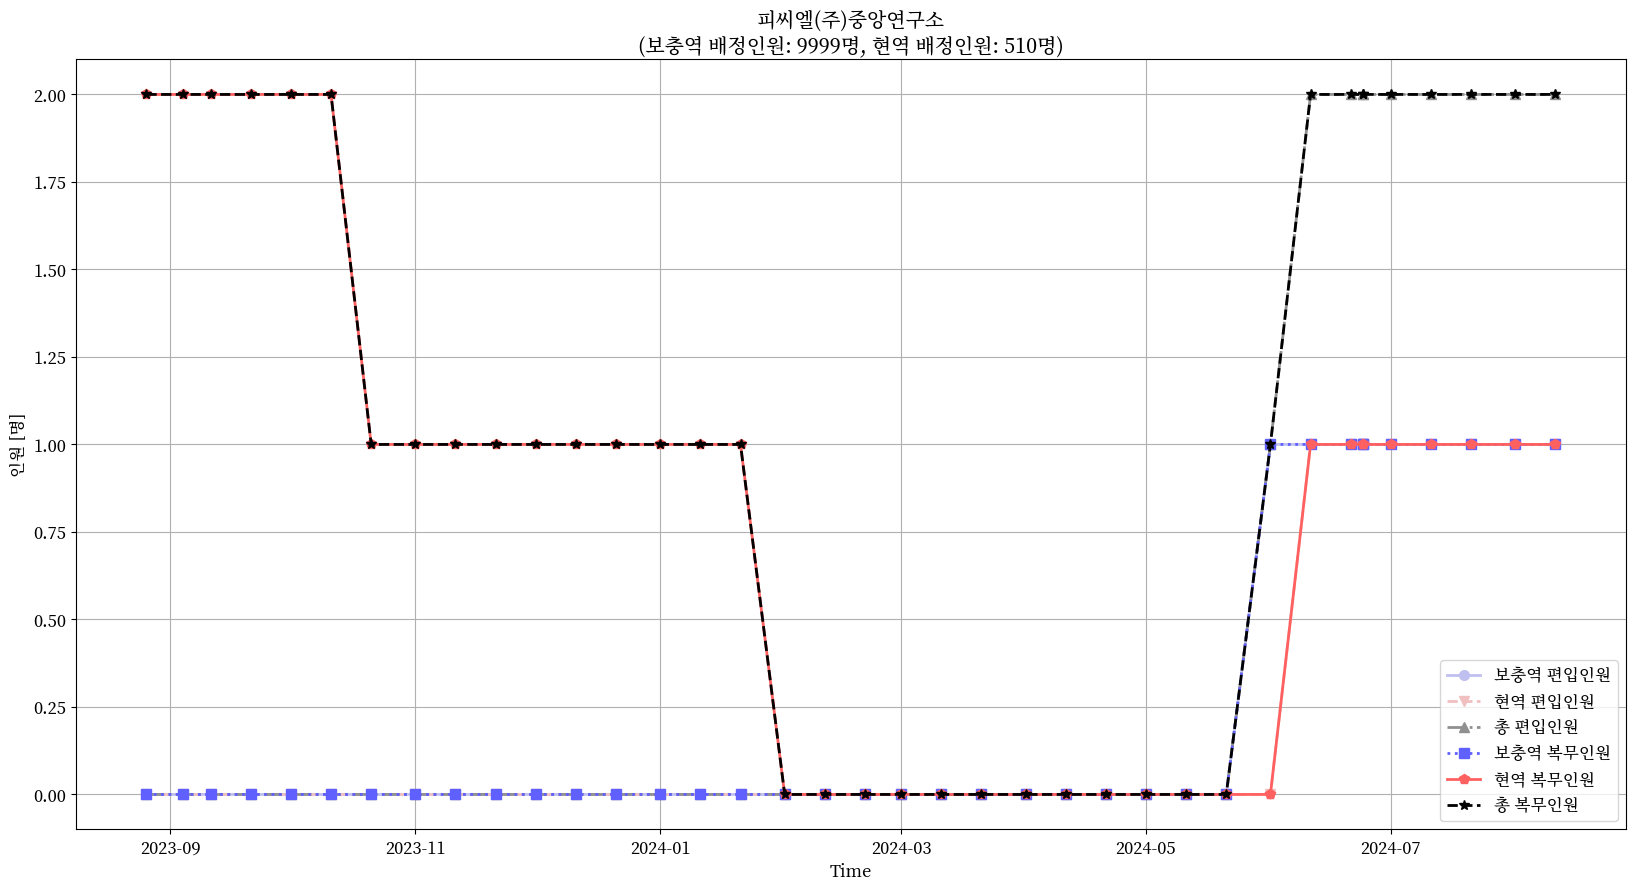 피씨엘(주)중앙연구소
(보충역 배정인원: 9999명, 현역 배정인원: 510명)
2.00
1.75
1.50
1.25
1.00
0.75
0.50
0.25
0.00
인원 [명]
보충역 편입인원
현역 편입인원
총 편입인원
보충역 복무인원
현역 복무인원
총 복무인원
2023-09
2023-11
2024-01
2024-03
2024-05
2024-07
Time